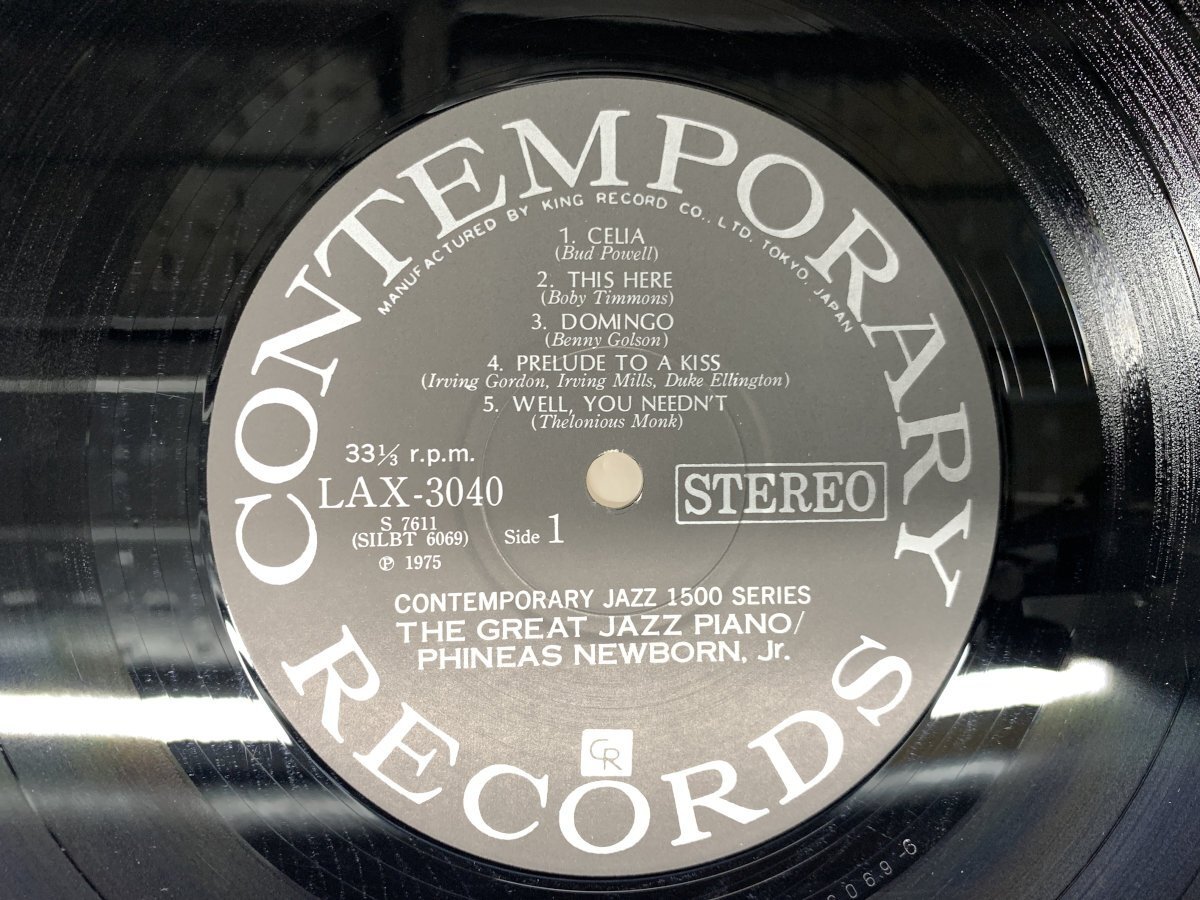 CONTEMPORARY
MANUFACTURED BY KING RECORD CO., LTD. TOKYO, JAPAN
1. CELIA
(Bud Powell)
2. THIS HERE
(Boby Timmons)
3. DOMINGO
(Benny Golson)
4. PRELUDE TO A KISS
(Irving Gordon, Irving Mills, Duke Ellington)
5. WELL, YOU NEEDN'T
(Thelonious Monk)
33⅓ r.p.m.
LAX-3040
S 7611
(SILBT 6069)
℗ 1975
Side 1
STEREO
CONTEMPORARY JAZZ 1500 SERIES
THE GREAT JAZZ PIANO/
PHINEAS NEWBORN, Jr.
CR
RECORDS